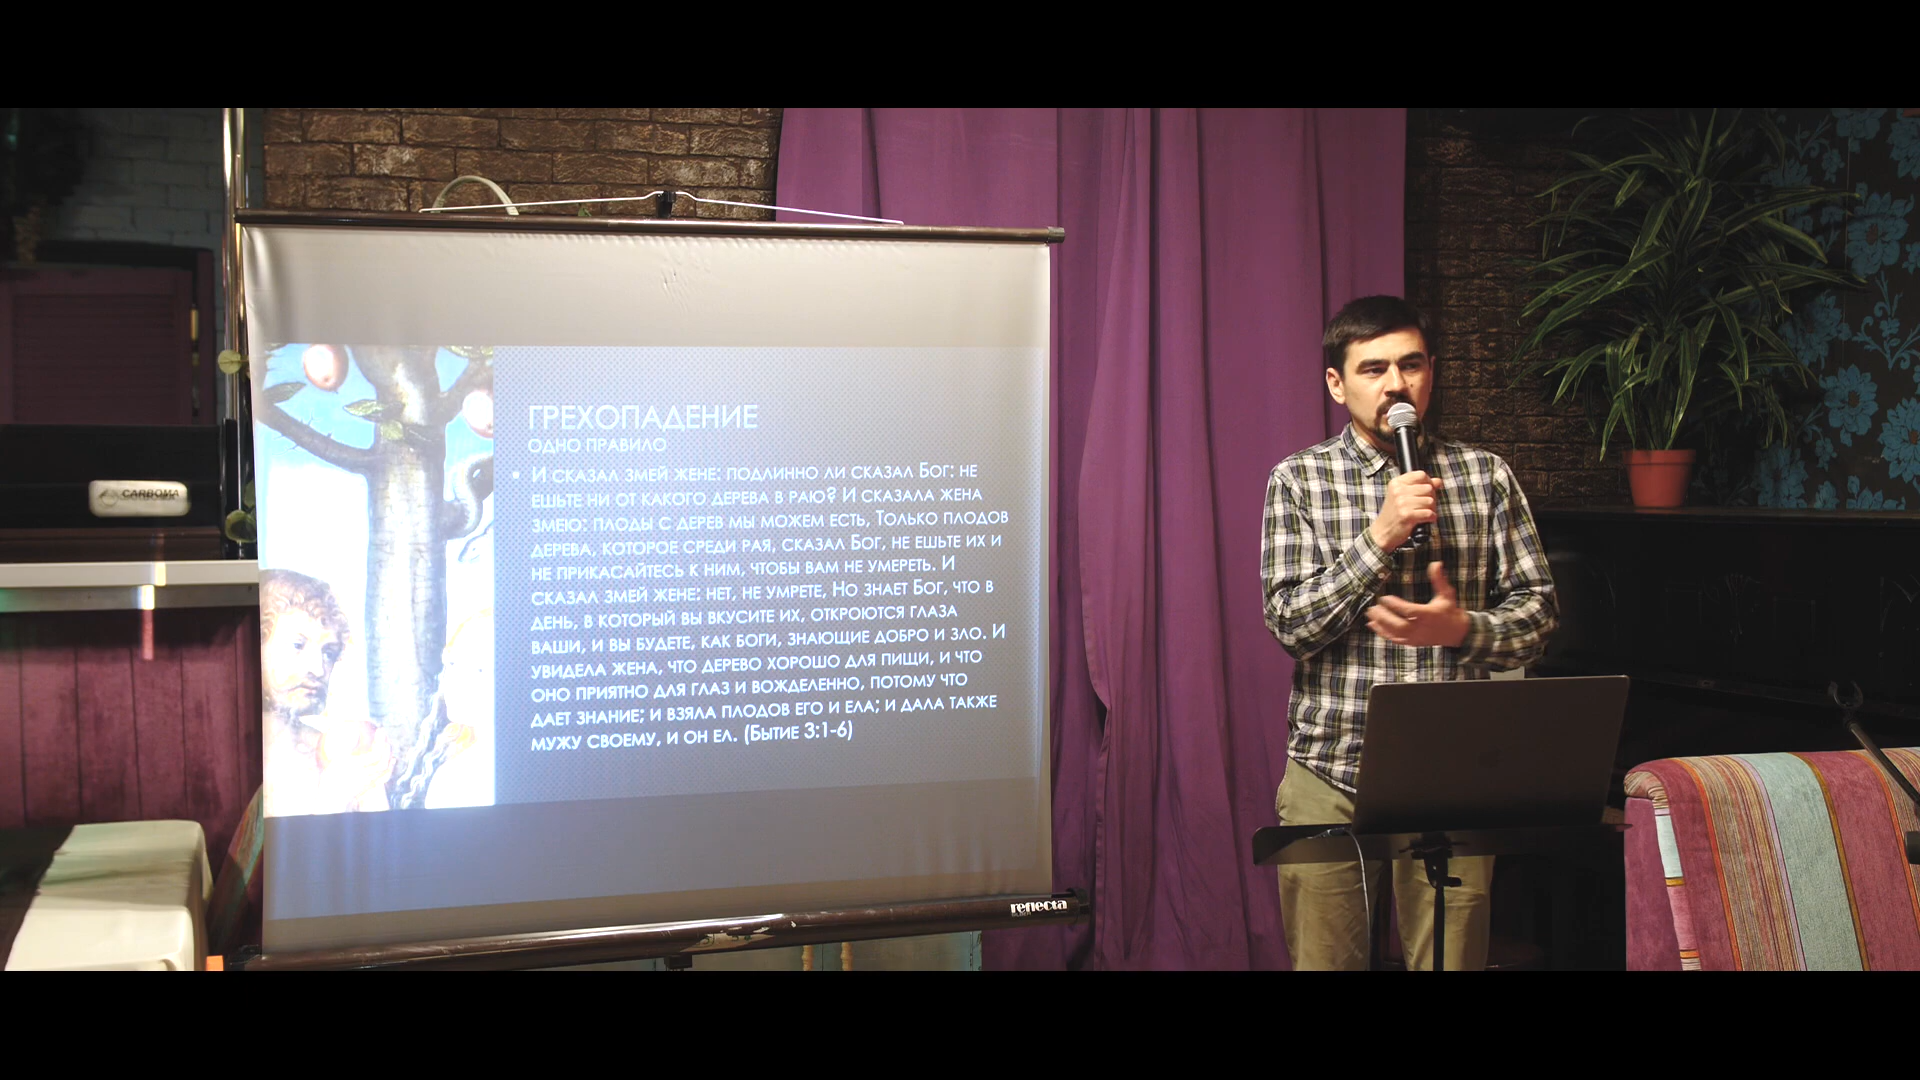 ГРЕХОПАДЕНИЕ
ОДНО ПРАВИЛО
• И СКАЗАЛ ЗМЕЙ ЖЕНЕ: ПОДЛИННО ЛИ СКАЗАЛ БОГ: НЕ
ЕШЬТЕ НИ ОТ КАКОГО ДЕРЕВА В РАЮ? И СКАЗАЛА ЖЕНА
ЗМЕЮ: ПЛОДЫ С ДЕРЕВ МЫ МОЖЕМ ЕСТЬ, ТОЛЬКО ПЛОДОВ
ДЕРЕВА, КОТОРОЕ СРЕДИ РАЯ, СКАЗАЛ БОГ, НЕ ЕШЬТЕ ИХ И
НЕ ПРИКАСАЙТЕСЬ К НИМ, ЧТОБЫ ВАМ НЕ УМЕРЕТЬ. И
СКАЗАЛ ЗМЕЙ ЖЕНЕ: НЕТ, НЕ УМРЕТЕ, НО ЗНАЕТ БОГ, ЧТО В
ДЕНЬ, В КОТОРЫЙ ВЫ ВКУСИТЕ ИХ, ОТКРОЮТСЯ ГЛАЗА
ВАШИ, И ВЫ БУДЕТЕ, КАК БОГИ, ЗНАЮЩИЕ ДОБРО И ЗЛО. И
УВИДЕЛА ЖЕНА, ЧТО ДЕРЕВО ХОРОШО ДЛЯ ПИЩИ, И ЧТО
ОНО ПРИЯТНО ДЛЯ ГЛАЗ И ВОЖДЕЛЕННО, ПОТОМУ ЧТО
ДАЕТ ЗНАНИЕ; И ВЗЯЛА ПЛОДОВ ЕГО И ЕЛА; И ДАЛА ТАКЖЕ
МУЖУ СВОЕМУ, И ОН ЕЛ. (БЫТИЕ 3:1-6)
CARBOMA
reflecta